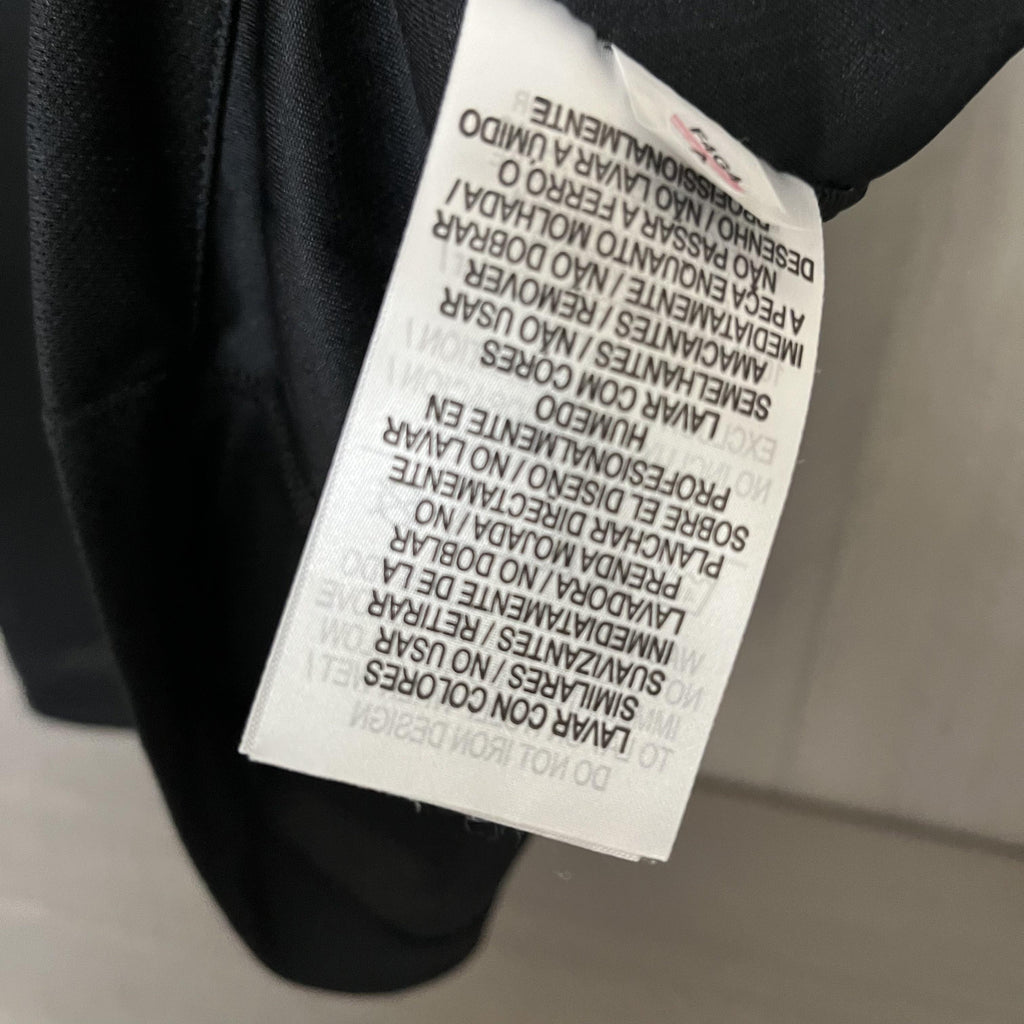 LAVAR CON COLORES
SIMILARES / NO USAR
SUAVIZANTES / RETIRAR
INMEDIATAMENTE DE LA
LAVADORA / NO DOBLAR
PRENDA MOJADA / NO
PLANCHAR DIRECTAMENTE
SOBRE EL DISEÑO / NO LAVAR
PROFESIONALMENTE EN
HUMEDO
LAVAR COM CORES
SEMELHANTES / NÃO USAR
AMACIANTES / REMOVER
IMEDIATAMENTE / NÃO DOBRAR
A PEÇA ENQUANTO MOLHADA /
NÃO PASSAR A FERRO O
DESENHO / NÃO LAVAR A ÚMIDO
PROFISSIONALMENTE